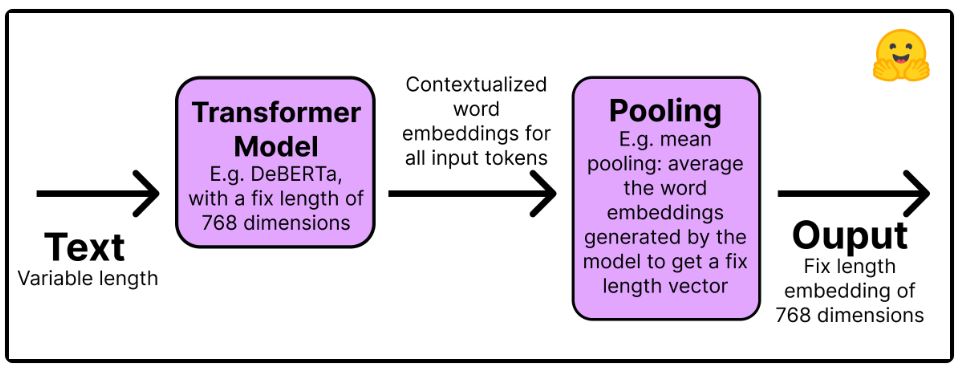 Text
Variable length
Transformer
Model
E.g. DeBERTa,
with a fix length of
768 dimensions
Contextualized
word
embeddings for
all input tokens
Pooling
E.g. mean
pooling: average
the word
embeddings
generated by the
model to get a fix
length vector
Ouput
Fix length
embedding of
768 dimensions